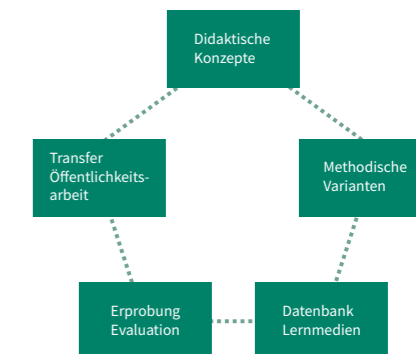 Didaktische
Konzepte
Transfer
Öffentlichkeits-
arbeit
Methodische
Varianten
Erprobung
Evaluation
Datenbank
Lernmedien